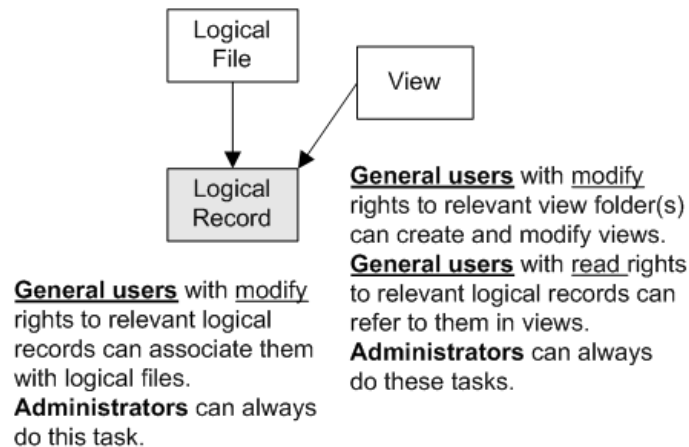 Logical
File
View
Logical
Record
General users with modify
rights to relevant view folder(s)
can create and modify views.
General users with read rights
to relevant logical records can
refer to them in views.
Administrators can always
do these tasks.
General users with modify
rights to relevant logical
records can associate them
with logical files.
Administrators can always
do this task.